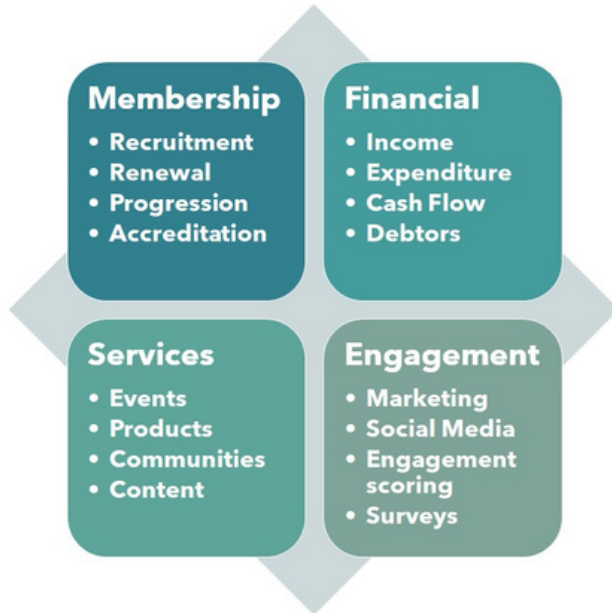 Membership
• Recruitment
• Renewal
• Progression
• Accreditation
Financial
• Income
• Expenditure
• Cash Flow
• Debtors
Services
• Events
• Products
• Communities
• Content
Engagement
• Marketing
• Social Media
• Engagement
scoring
• Surveys